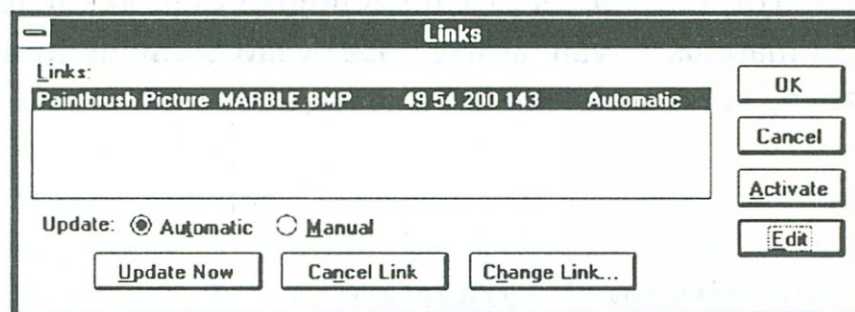 Links
Links:
Paintbrush Picture MARBLE.BMP 49 54 200 143 Automatic
OK
Cancel
Activate
Edit
Update: Automatic Manual
Update Now Cancel Link Change Link...